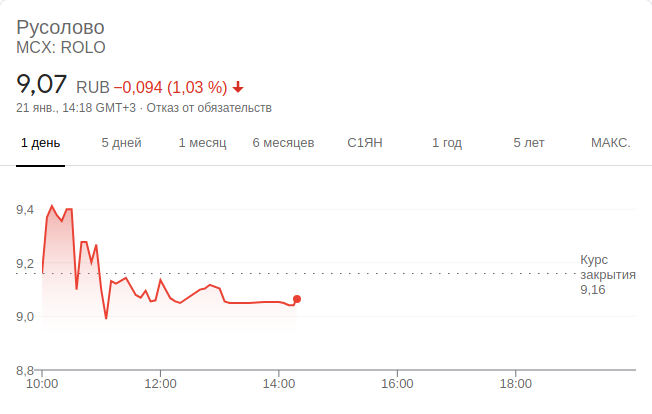 Русолово
MCX: ROLO
9,07 RUB −0,094 (1,03 %)
21 янв., 14:18 GMT+3 · Отказ от обязательств
1 день 5 дней 1 месяц 6 месяцев С1ЯН 1 год 5 лет МАКС.
9,4
9,2
9,0
8,8
Курс
закрытия
9,16
10:00 12:00 14:00 16:00 18:00